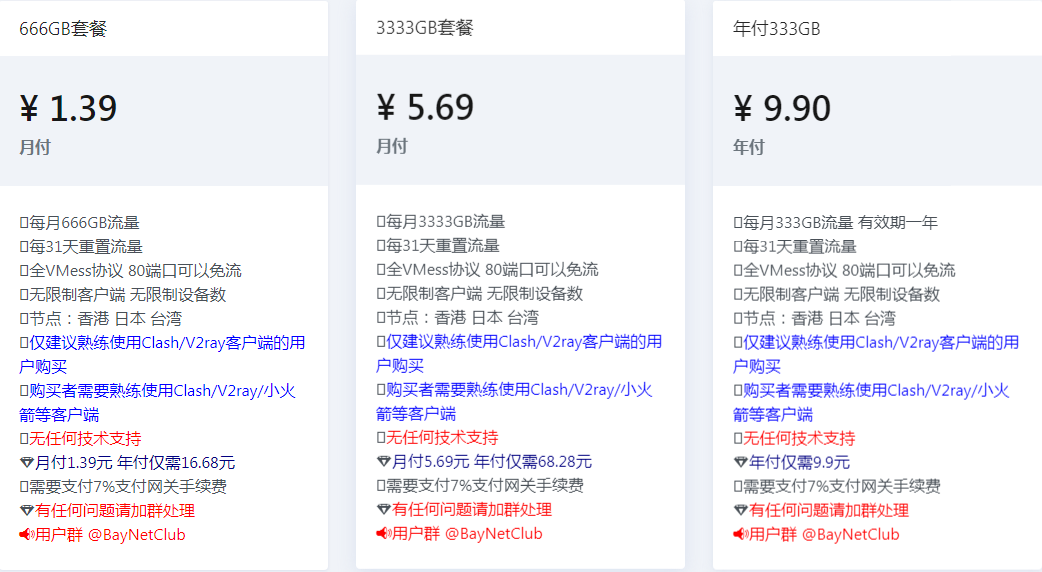 666GB套餐
¥ 1.39
月付
每月666GB流量
每31天重置流量
全VMess协议 80端口可以免流
无限制客户端 无限制设备数
节点：香港 日本 台湾
仅建议熟练使用Clash/V2ray客户端的用
户购买
购买者需要熟练使用Clash/V2ray/小火
箭等客户端
无任何技术支持
月付1.39元 年付仅需16.68元
需要支付7%支付网关手续费
有任何问题请加群处理
用户群 @BayNetClub
3333GB套餐
¥ 5.69
月付
每月3333GB流量
每31天重置流量
全VMess协议 80端口可以免流
无限制客户端 无限制设备数
节点：香港 日本 台湾
仅建议熟练使用Clash/V2ray客户端的用
户购买
购买者需要熟练使用Clash/V2ray/小火
箭等客户端
无任何技术支持
月付5.69元 年付仅需68.28元
需要支付7%支付网关手续费
有任何问题请加群处理
用户群 @BayNetClub
年付333GB
¥ 9.90
年付
每月333GB流量 有效期一年
每31天重置流量
全VMess协议 80端口可以免流
无限制客户端 无限制设备数
节点：香港 日本 台湾
仅建议熟练使用Clash/V2ray客户端的用
户购买
购买者需要熟练使用Clash/V2ray/小火
箭等客户端
无任何技术支持
年付仅需9.9元
需要支付7%支付网关手续费
有任何问题请加群处理
用户群 @BayNetClub